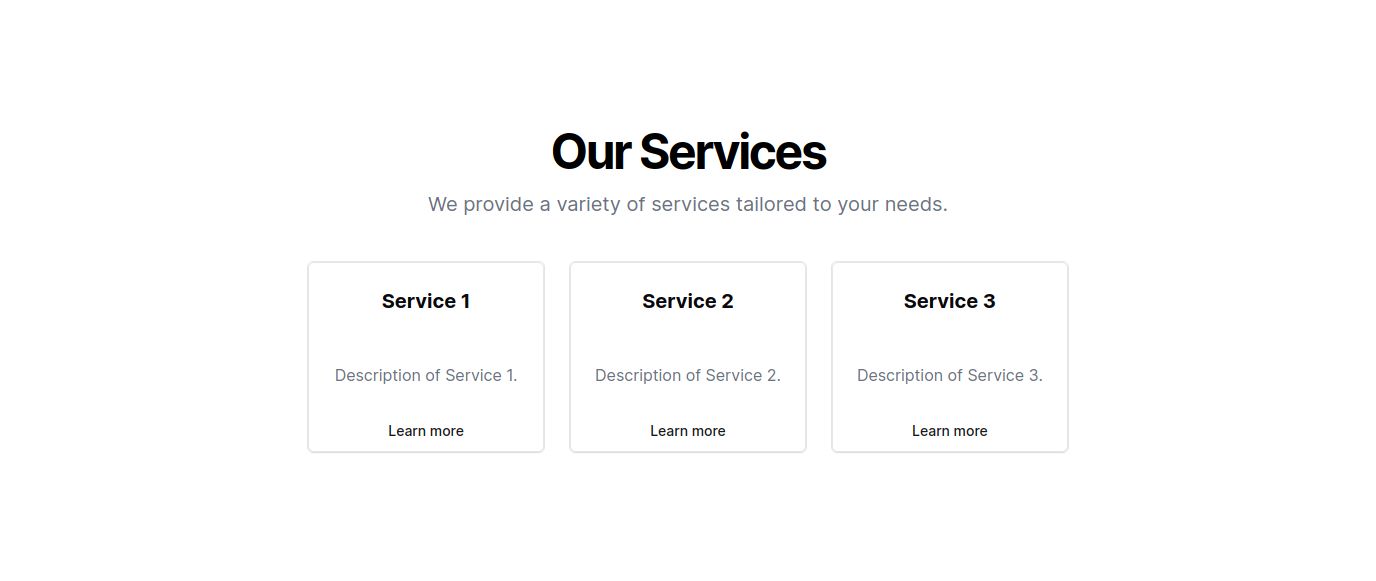 Our Services
We provide a variety of services tailored to your needs.
Service 1
Service 2
Service 3
Description of Service 1.
Description of Service 2.
Description of Service 3.
Learn more
Learn more
Learn more